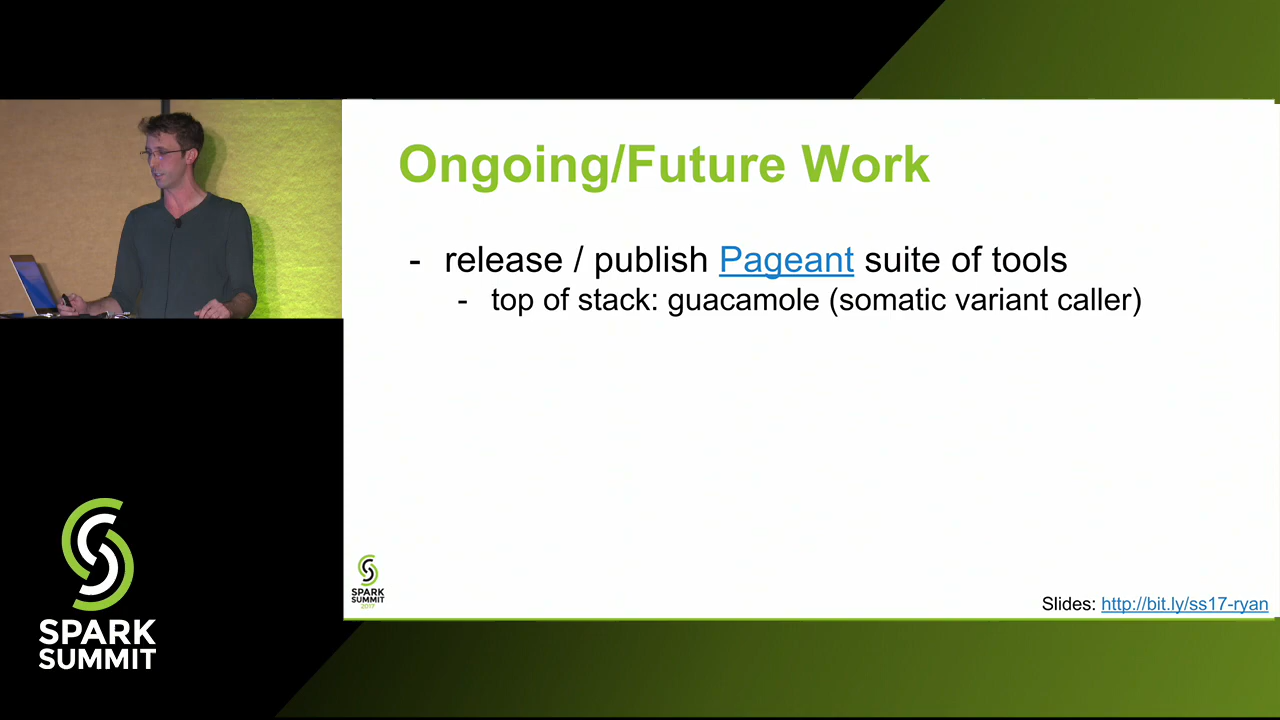 Ongoing/Future Work
- release / publish Pageant suite of tools
- top of stack: guacamole (somatic variant caller)
SPARK
SUMMIT
2017
Slides: http://bit.ly/ss17-ryan
SPARK
SUMMIT